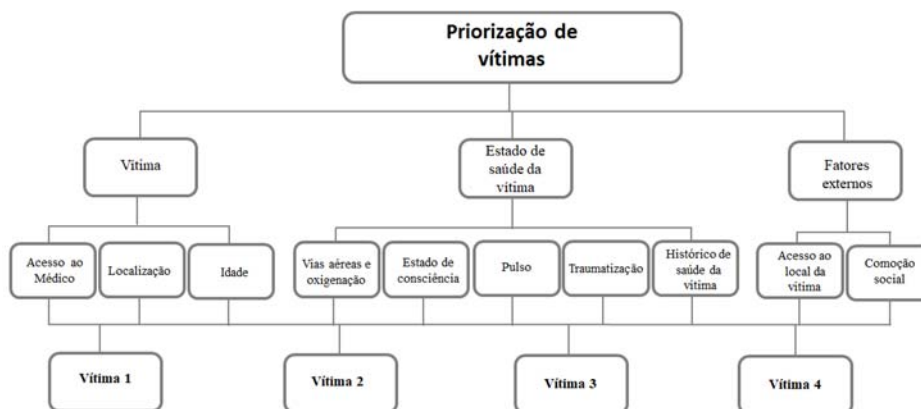 Priorização de
vítimas
Vítima
Estado de
saúde da
vítima
Fatores
externos
Acesso ao
Médico
Localização
Idade
Vias aéreas e
oxigenação
Estado de
consciência
Pulso
Traumatização
Histórico de
saúde da
vítima
Acesso ao
local da
vítima
Comoção
social
Vítima 1
Vítima 2
Vítima 3
Vítima 4